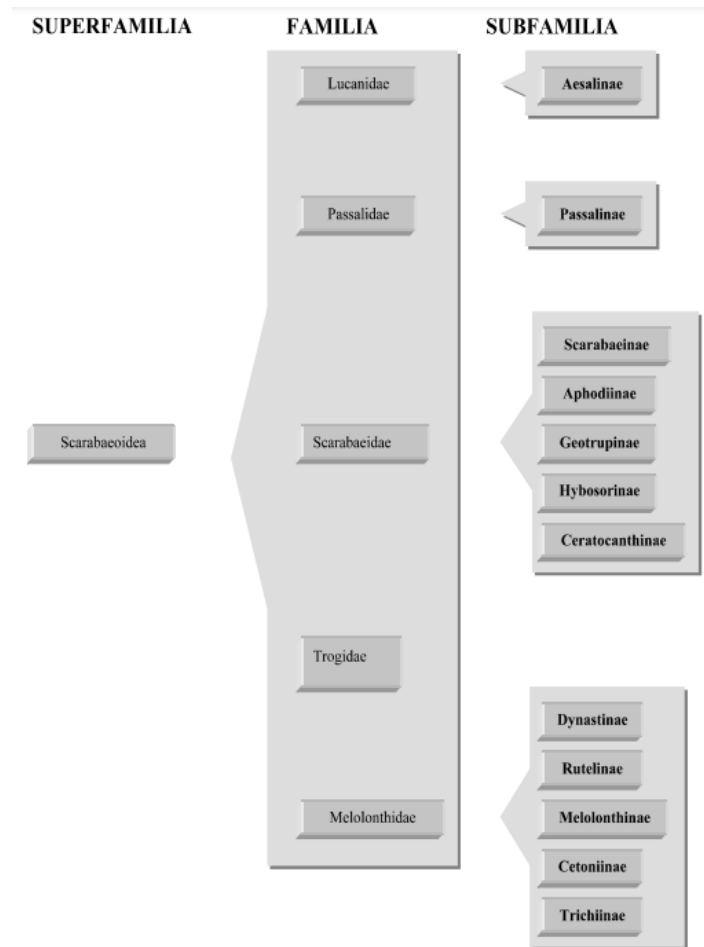 SUPERFAMILIA FAMILIA SUBFAMILIA
Lucanidae Aesalinae
Passalidae Passalinae
Scarabaeinae
Aphodiinae
Scarabaeoidea Scarabaeidae Geotrupinae
Hybosorinae
Ceratocanthinae
Trogidae
Dynastinae
Rutelinae
Melolonthidae Melolonthinae
Cetoniinae
Trichiinae